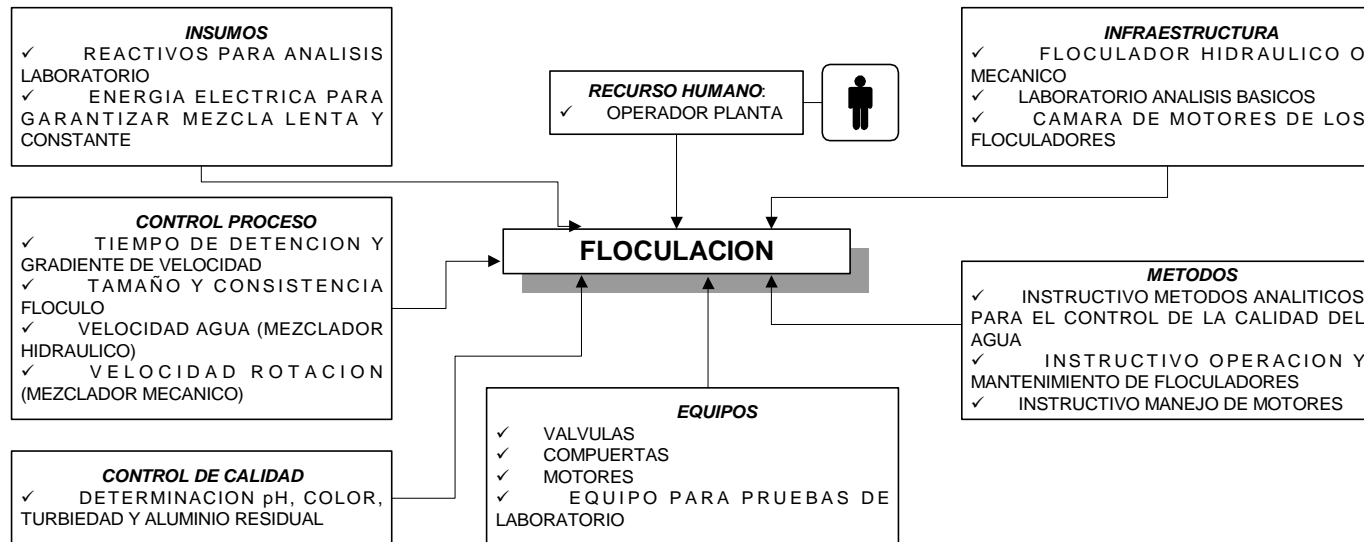 INSUMOS
✓ REACTIVOS PARA ANALISIS
LABORATORIO
✓ ENERGIA ELECTRICA PARA
GARANTIZAR MEZCLA LENTA Y
CONSTANTE
RECURSO HUMANO:
✓ OPERADOR PLANTA
INFRAESTRUCTURA
✓ FLOCULADOR HIDRAULICO O
MECANICO
✓ LABORATORIO ANALISIS BASICOS
✓ CAMARA DE MOTORES DE LOS
FLOCULADORES
CONTROL PROCESO
✓ TIEMPO DE DETENCION Y
GRADIENTE DE VELOCIDAD
✓ TAMAÑO Y CONSISTENCIA
FLOCULO
✓ VELOCIDAD AGUA (MEZCLADOR
HIDRAULICO)
✓ VELOCIDAD ROTACION
(MEZCLADOR MECANICO)
FLOCULACION
METODOS
✓ INSTRUCTIVO METODOS ANALITICOS
PARA EL CONTROL DE LA CALIDAD DEL
AGUA
✓ INSTRUCTIVO OPERACION Y
MANTENIMIENTO DE FLOCULADORES
✓ INSTRUCTIVO MANEJO DE MOTORES
CONTROL DE CALIDAD
✓ DETERMINACION pH, COLOR,
TURBIEDAD Y ALUMINIO RESIDUAL
EQUIPOS
✓ VALVULAS
✓ COMPUERTAS
✓ MOTORES
✓ EQUIPO PARA PRUEBAS DE
LABORATORIO